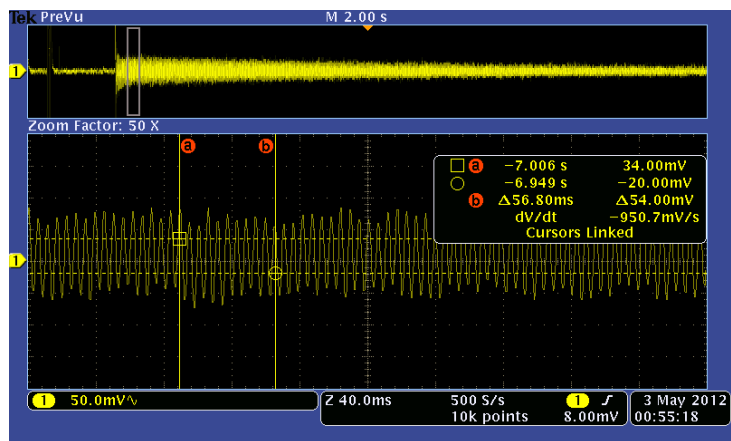 Tek PreVu M 2.00 s
1
Zoom Factor: 50 X
a b
a −7.006 s 34.00mV
−6.949 s −20.00mV
b Δ56.80ms Δ54.00mV
dV/dt −950.7mV/s
Cursors Linked
1
1 50.0mV∿ Z 40.0ms 500 S/s 1 3 May 2012
10k points 8.00mV 00:55:18